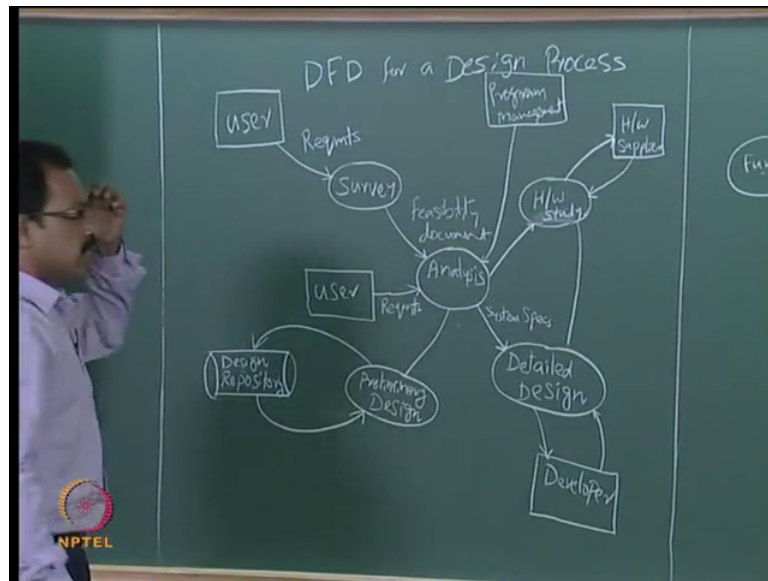 DFD for a Design Process
Program
management
user
Reqmts
H/W
Supplier
Survey
H/W
Study
Fun
feasibility
document
Analysis
user
Reqmts
System Specs
Design
Repository
Preliminary
Design
Detailed
Design
Developer
NPTEL